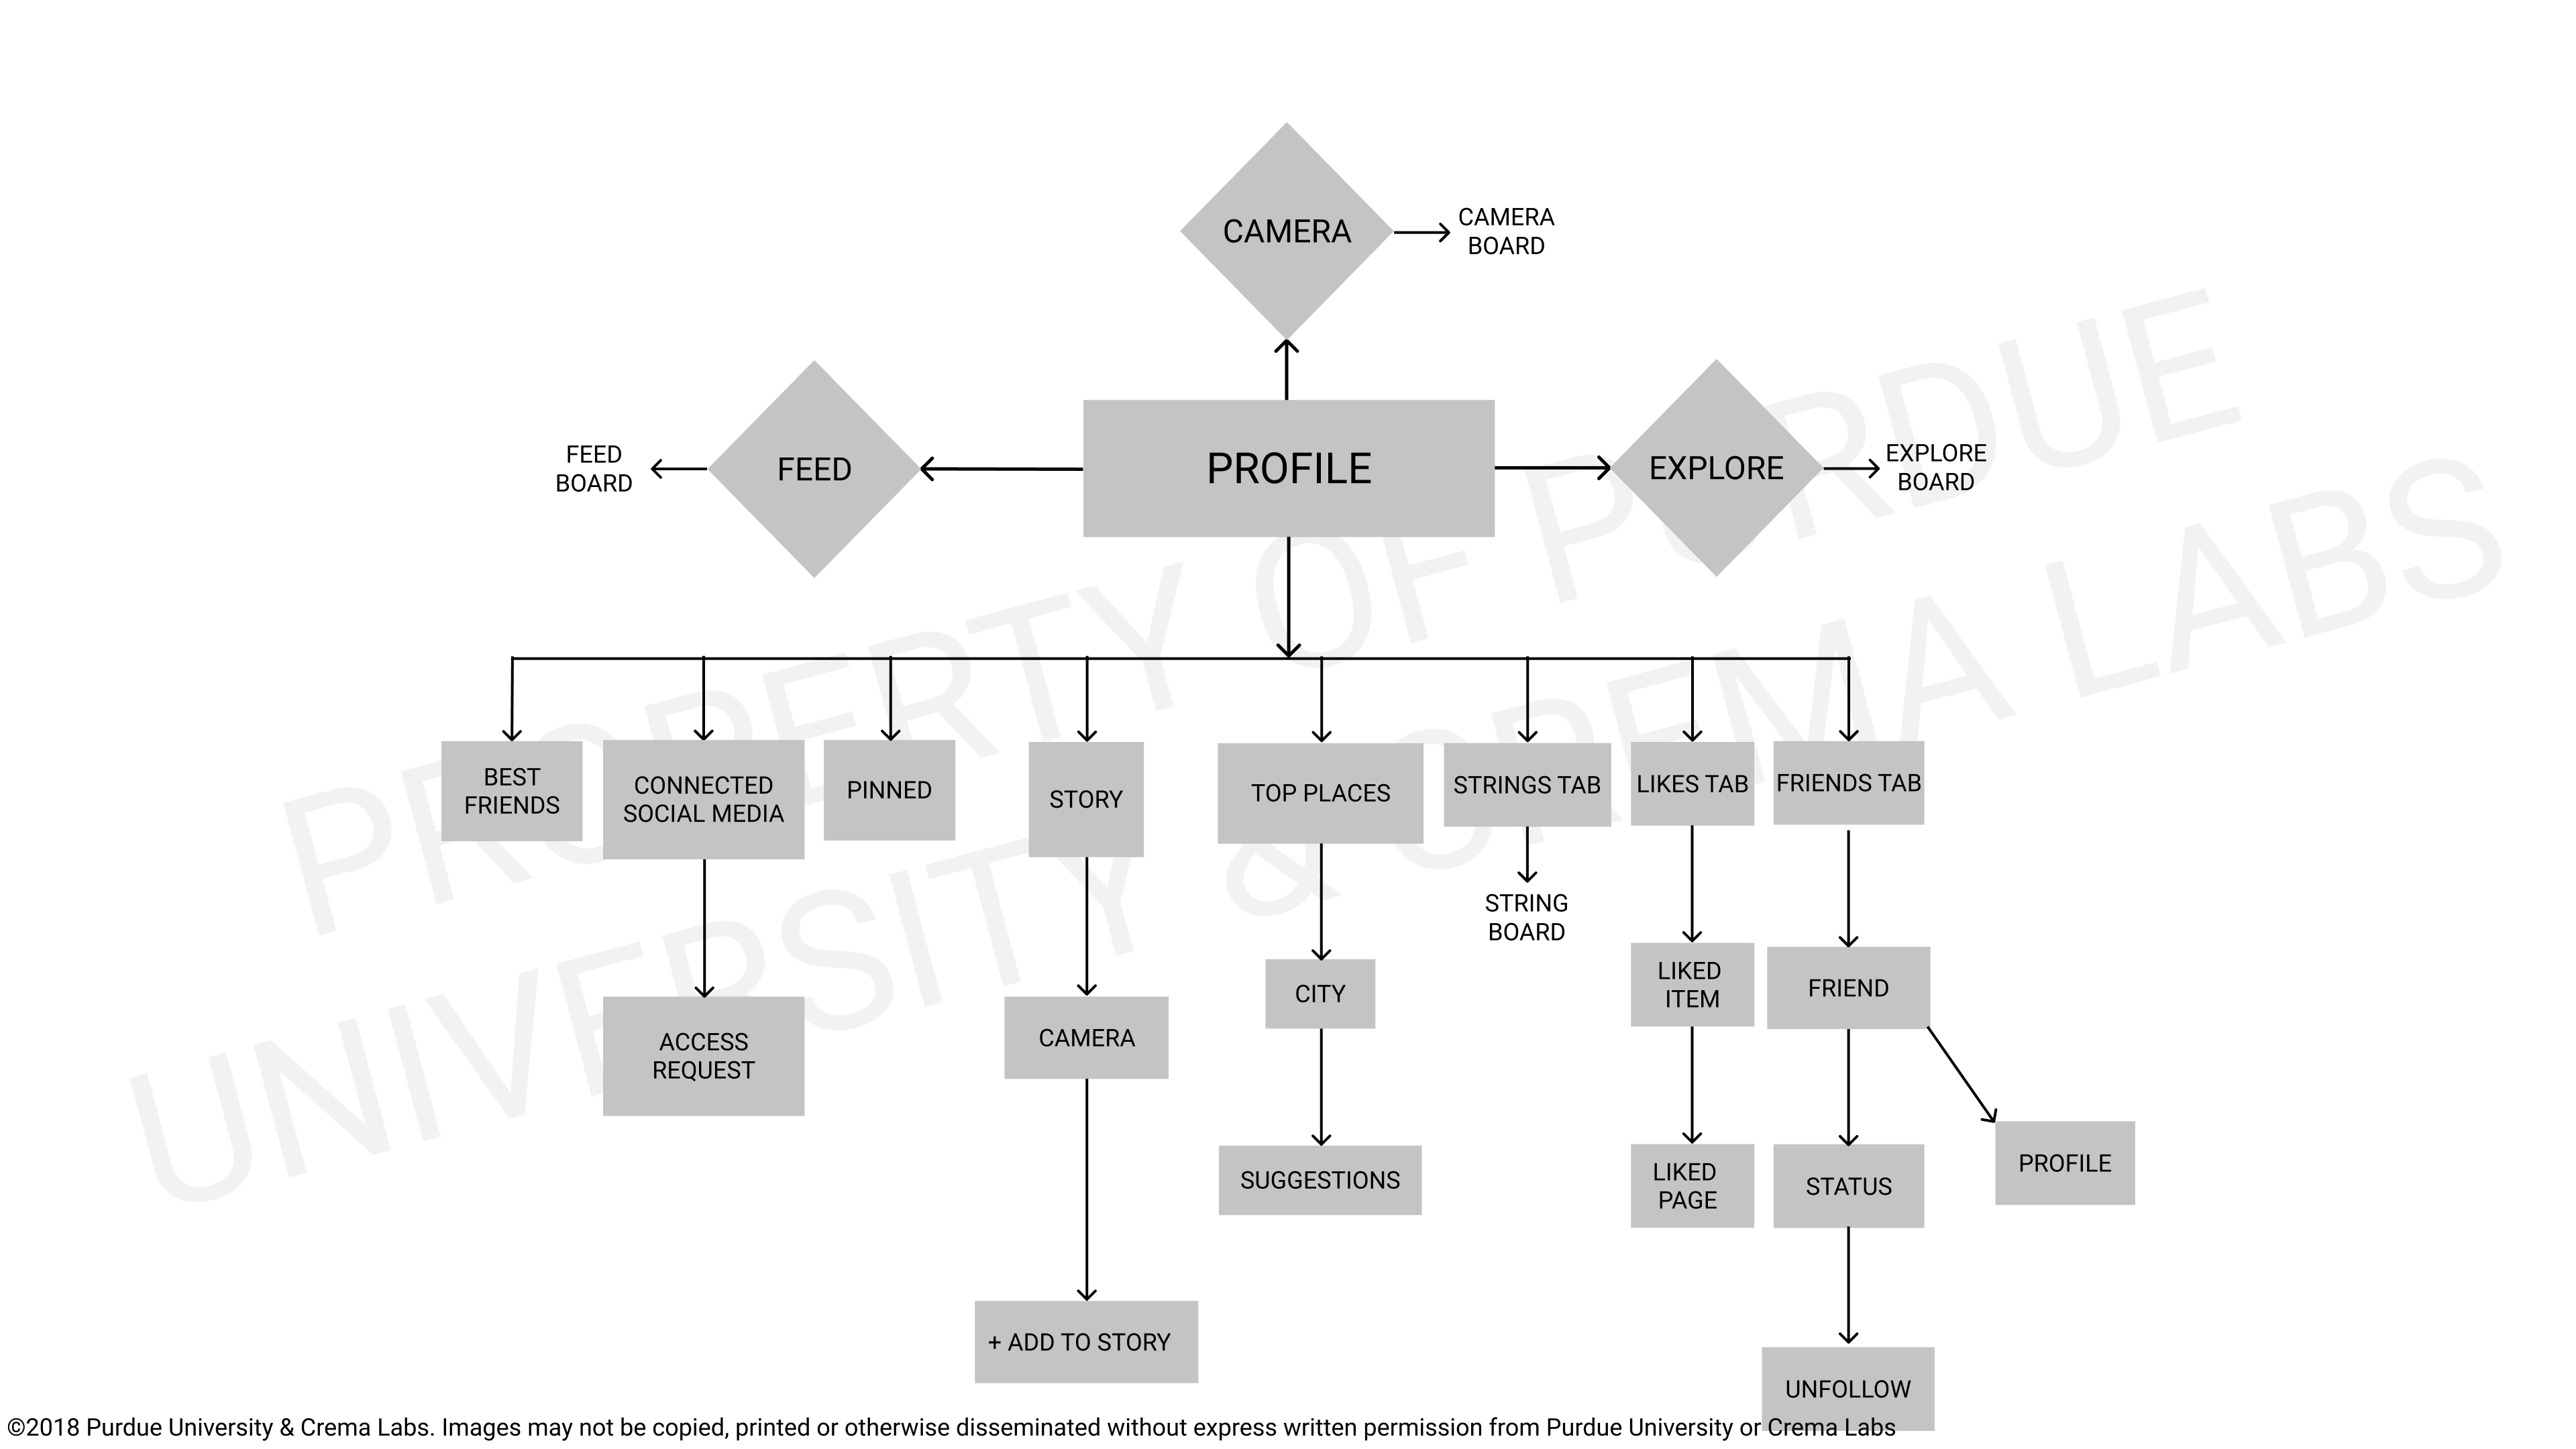 CAMERA
CAMERA
BOARD
FEED
BOARD
FEED
PROFILE
EXPLORE
EXPLORE
BOARD
BEST
FRIENDS
CONNECTED
SOCIAL MEDIA
PINNED
STORY
TOP PLACES
STRINGS TAB
LIKES TAB
FRIENDS TAB
STRING
BOARD
ACCESS
REQUEST
CAMERA
CITY
LIKED
ITEM
FRIEND
SUGGESTIONS
LIKED
PAGE
STATUS
PROFILE
+ ADD TO STORY
UNFOLLOW
PROPERTY OF PURDUE
UNIVERSITY & CREMA LABS
©2018 Purdue University & Crema Labs. Images may not be copied, printed or otherwise disseminated without express written permission from Purdue University or Crema Labs